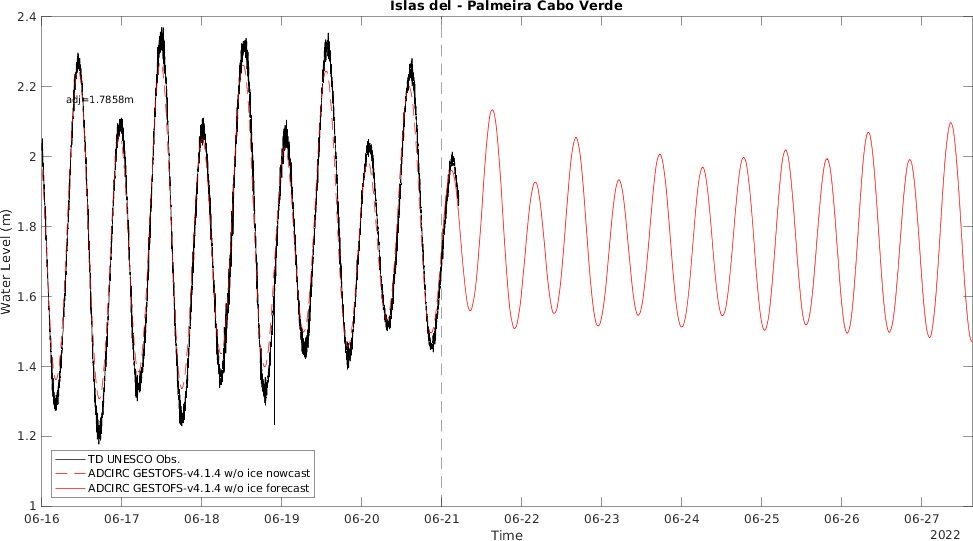 Islas del - Palmeira Cabo Verde
2.4
2.2
2
1.8
1.6
1.4
1.2
1
Water Level (m)
adj=1.7858m
TD UNESCO Obs.
ADCIRC GESTOFS-v4.1.4 w/o ice nowcast
ADCIRC GESTOFS-v4.1.4 w/o ice forecast
06-16 06-17 06-18 06-19 06-20 06-21 06-22 06-23 06-24 06-25 06-26 06-27
Time
2022